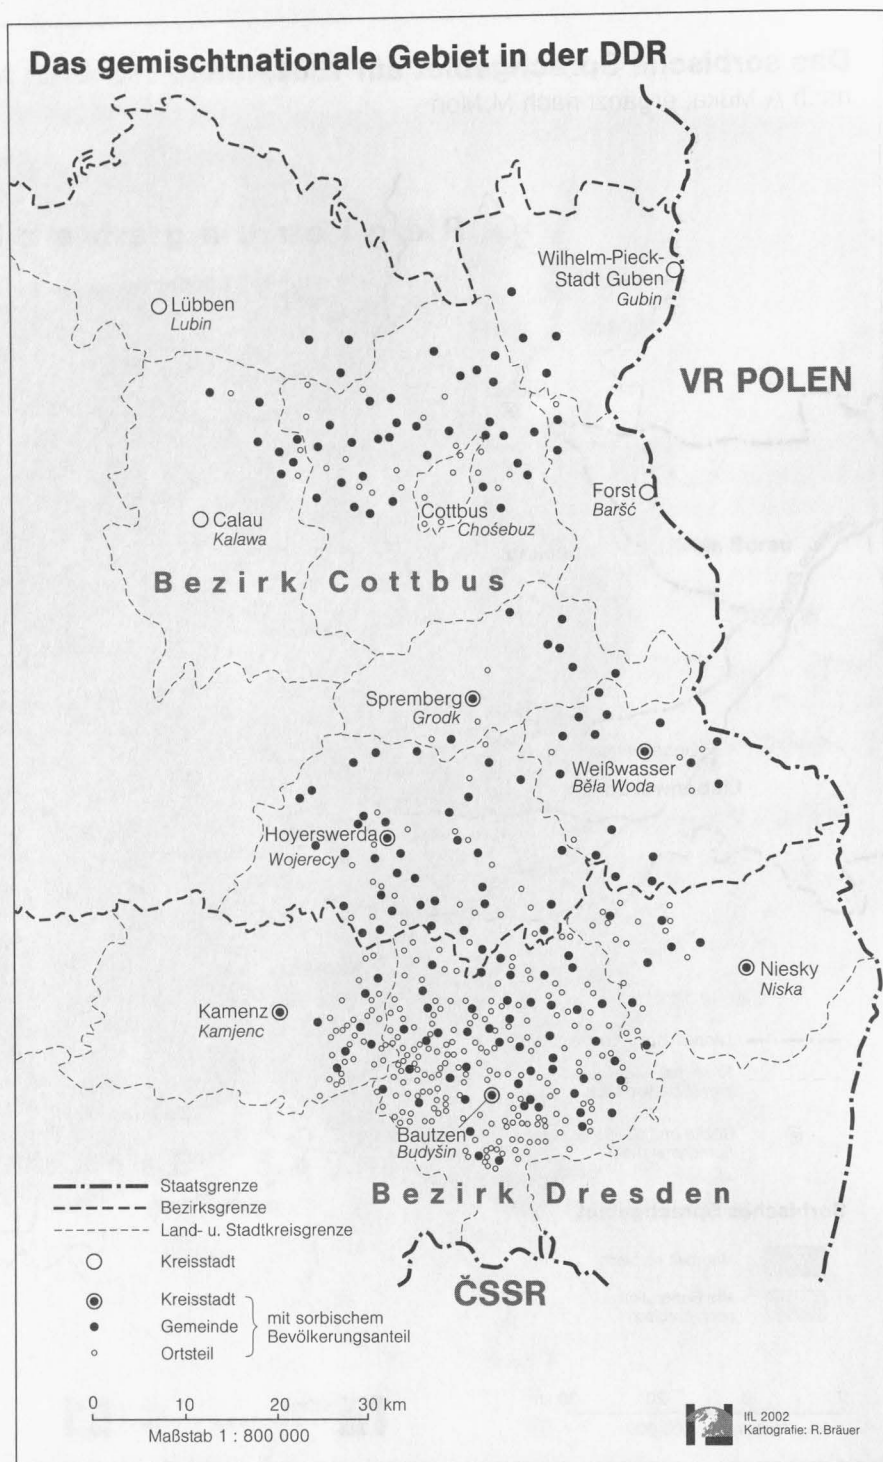 Das gemischtnationale Gebiet in der DDR
Wilhelm-Pieck-
Stadt Guben
Gubin
Lübben
Lubin
VR POLEN
Forst
Baršć
Cottbus
Chośebuz
Calau
Kalawa
Bezirk Cottbus
Spremberg
Grodk
Weißwasser
Běla Woda
Hoyerswerda
Wojerecy
Niesky
Niska
Kamenz
Kamjenc
Bautzen
Budyšin
Bezirk Dresden
ČSSR
Staatsgrenze
Bezirksgrenze
Land- u. Stadtkreisgrenze
Kreisstadt
Kreisstadt
Gemeinde
Ortsteil
mit sorbischem
Bevölkerungsanteil
0 10 20 30 km
Maßstab 1 : 800 000
IfL 2002
Kartografie: R. Bräuer